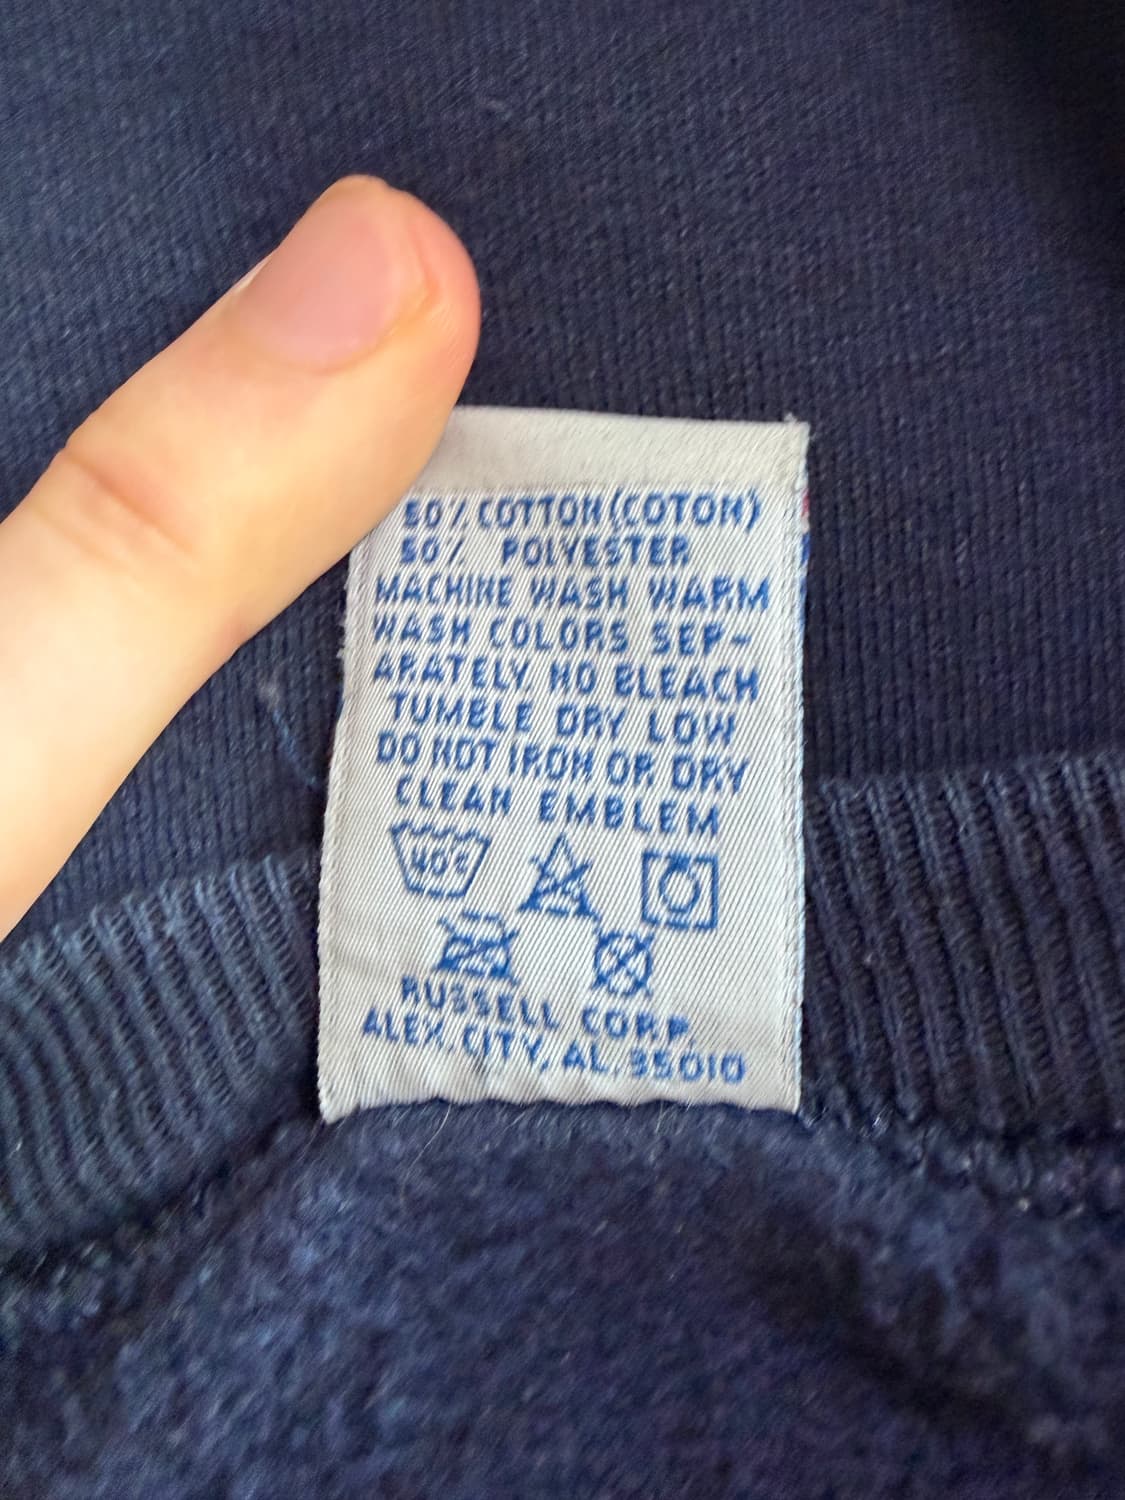 50% COTTON(COTON)
50% POLYESTER
MACHINE WASH WARM
WASH COLORS SEP-
ARATELY. NO BLEACH
TUMBLE DRY LOW
DO NOT IRON OR DRY
CLEAN EMBLEM
40°C
RUSSELL CORP.
ALEX. CITY, AL. 35010